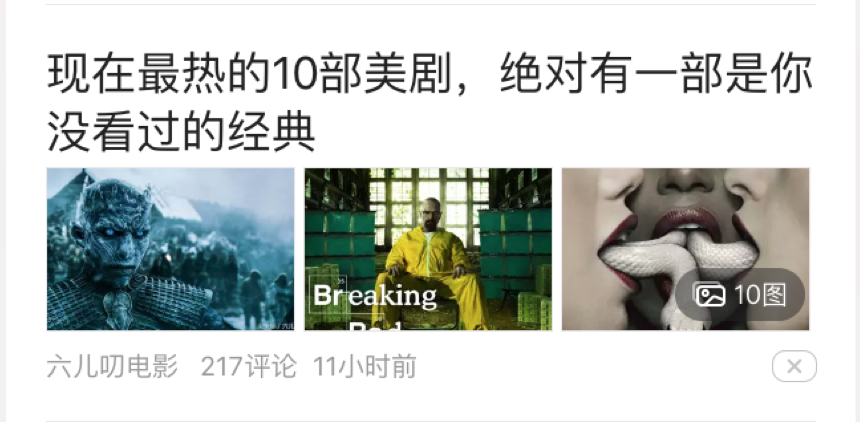 现在最热的10部美剧，绝对有一部是你
没看过的经典
Breaking
Bad
10图
六儿叨电影 217评论 11小时前